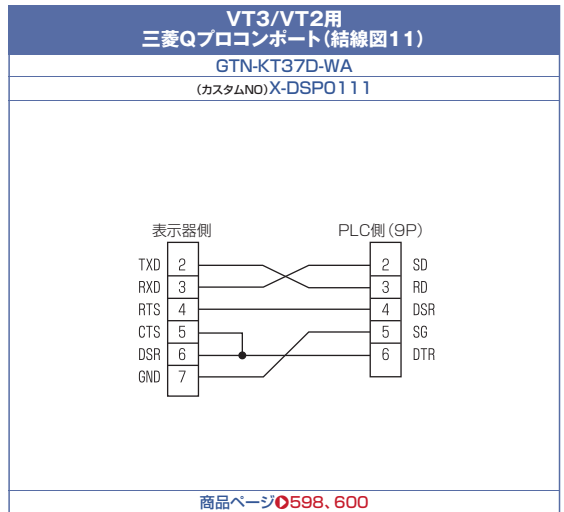 VT3/VT2用
三菱Qプロコンポート（結線図11）
GTN-KT37D-WA
（カスタムNO）X-DSP0111
表示器側 PLC側（9P）
TXD 2 2 SD
RXD 3 3 RD
RTS 4 4 DSR
CTS 5 5 SG
DSR 6 6 DTR
GND 7
商品ページ598、600